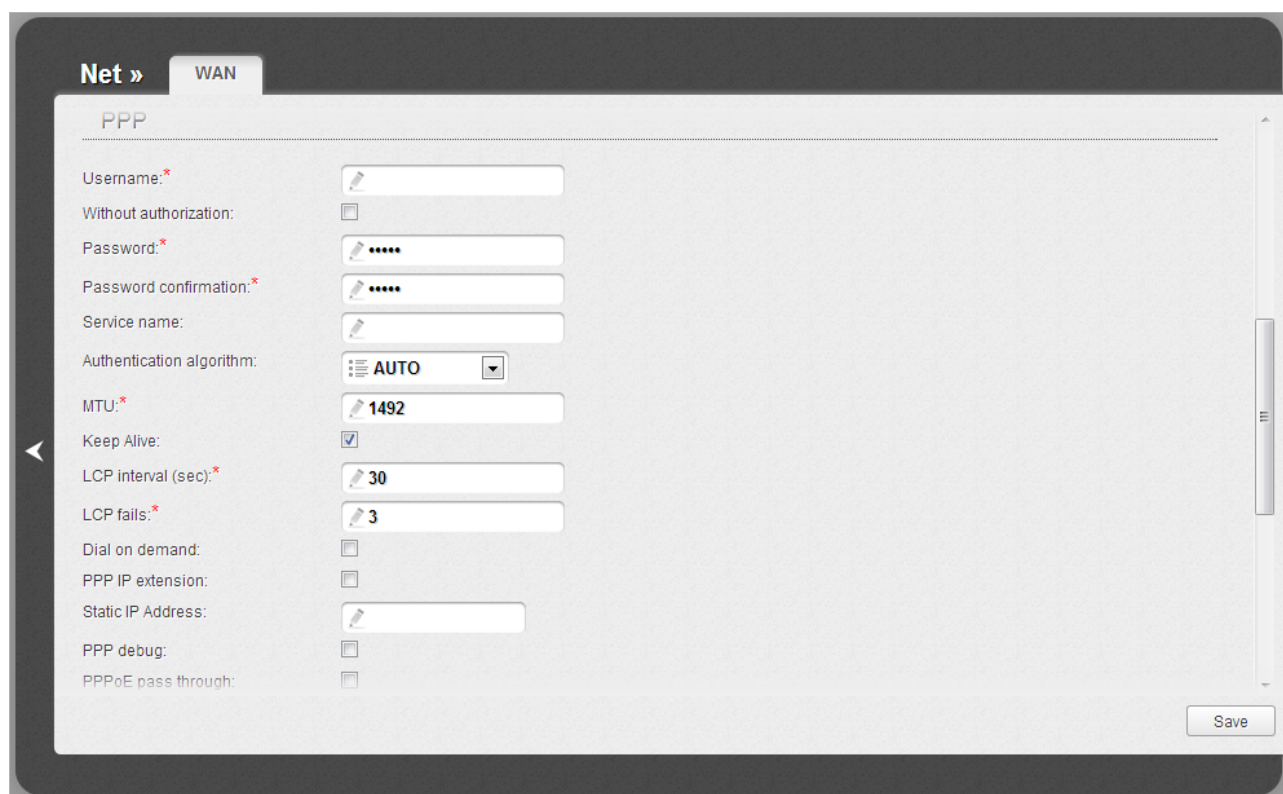 Net » WAN
PPP
Username:*
Without authorization:
Password:* •••••
Password confirmation:* •••••
Service name:
Authentication algorithm: AUTO
MTU:* 1492
Keep Alive:
LCP interval (sec):* 30
LCP fails:* 3
Dial on demand:
PPP IP extension:
Static IP Address:
PPP debug:
PPPoE pass through:
Save